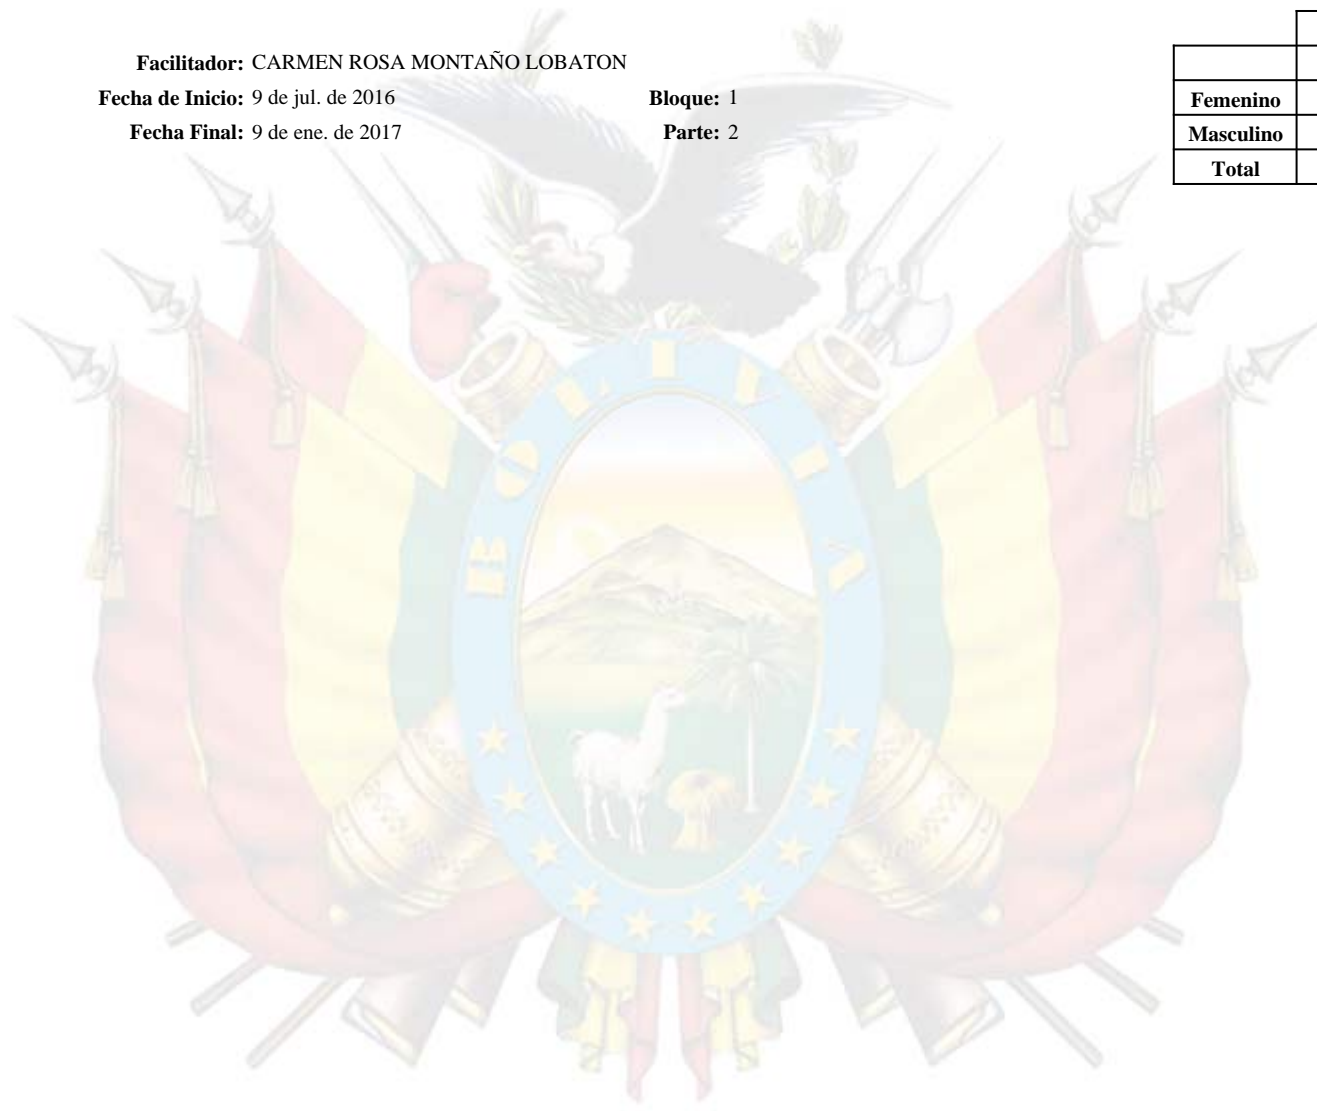 Facilitador: CARMEN ROSA MONTAÑO LOBATON
Fecha de Inicio: 9 de jul. de 2016 Bloque: 1
Fecha Final: 9 de ene. de 2017 Parte: 2
Femenino
Masculino
Total
BOLIVIA